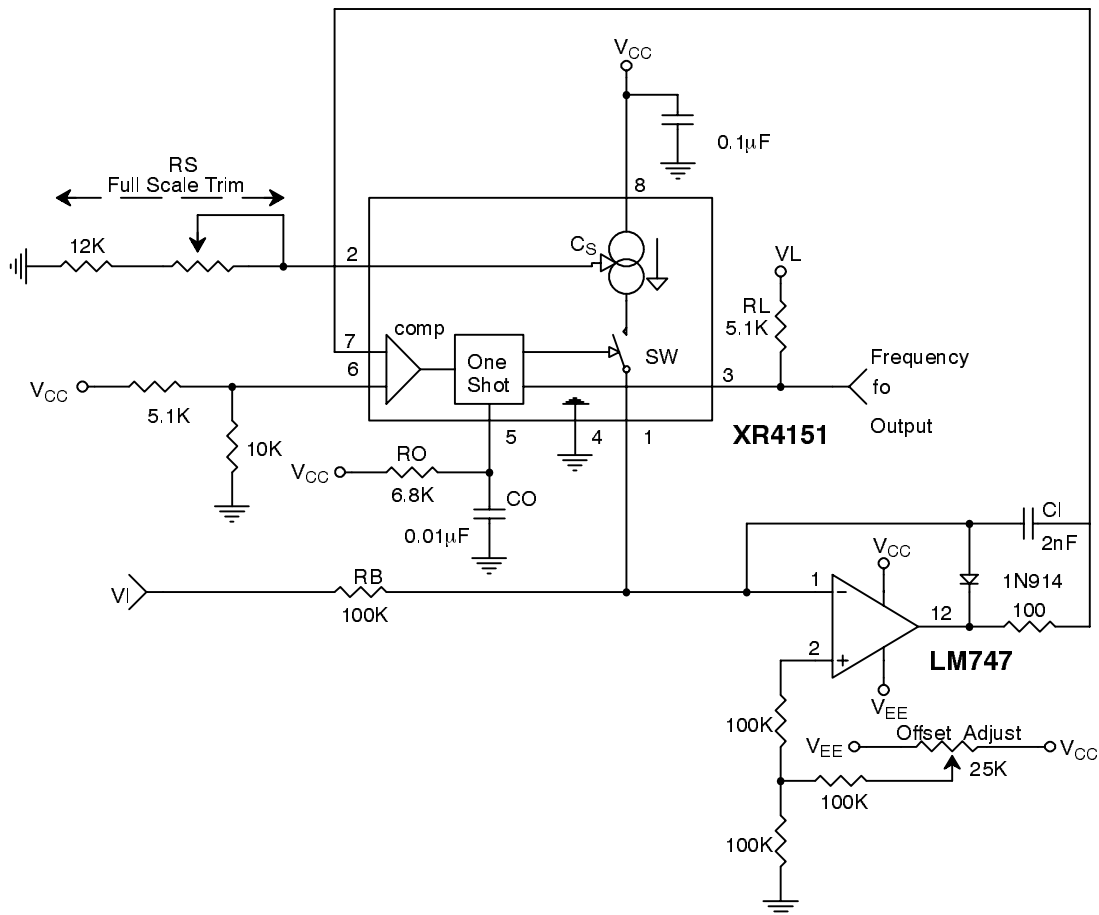 VCC
0.1µF
8
RS
Full Scale Trim
12K
2
CS
VL
RL
5.1K
comp
7
6
One
Shot
SW
3
Frequency
fo
Output
VCC
5.1K
10K
5
4
1
XR4151
VCC
RO
6.8K
CO
0.01µF
CI
2nF
VCC
VI
RB
100K
1
1N914
100
12
2
LM747
VEE
100K
VEE
Offset Adjust
VCC
25K
100K
100K